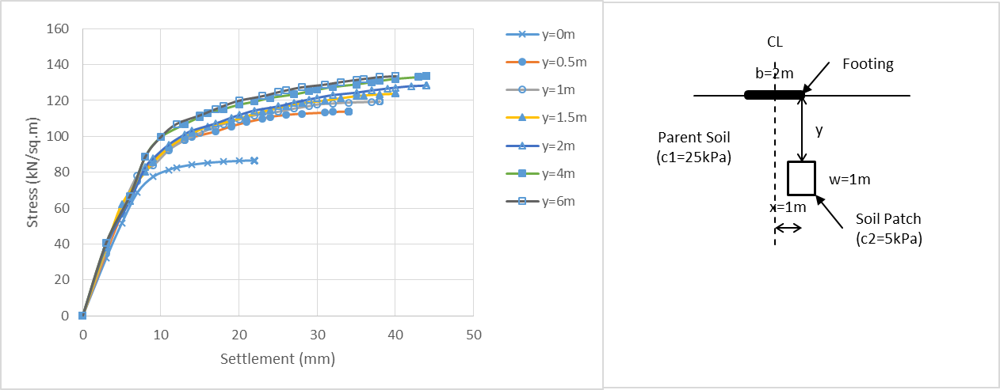 160
140
120
100
80
60
40
20
0
0 10 20 30 40 50
Stress (kN/sq.m)
Settlement (mm)
y=0m
y=0.5m
y=1m
y=1.5m
y=2m
y=4m
y=6m
CL
b=2m
Footing
y
Parent Soil
(c1=25kPa)
w=1m
x=1m
Soil Patch
(c2=5kPa)